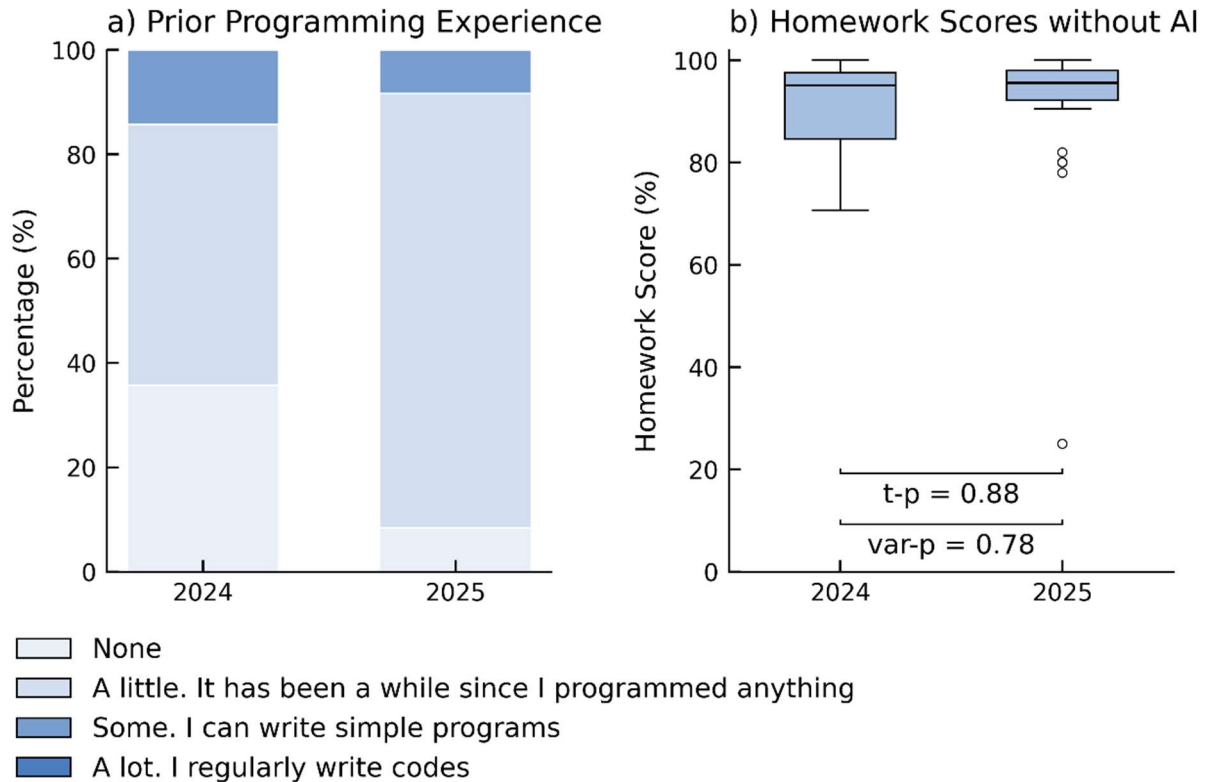 a) Prior Programming Experience
100
80
60
40
20
0
Percentage (%)
2024
2025
b) Homework Scores without AI
100
80
60
40
20
0
Homework Score (%)
t-p = 0.88
var-p = 0.78
2024
2025
None
A little. It has been a while since I programmed anything
Some. I can write simple programs
A lot. I regularly write codes